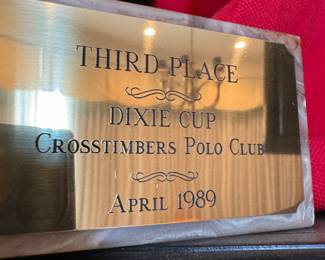 THIRD PLACE
DIXIE CUP
CROSSTIMBERS POLO CLUB
APRIL 1989